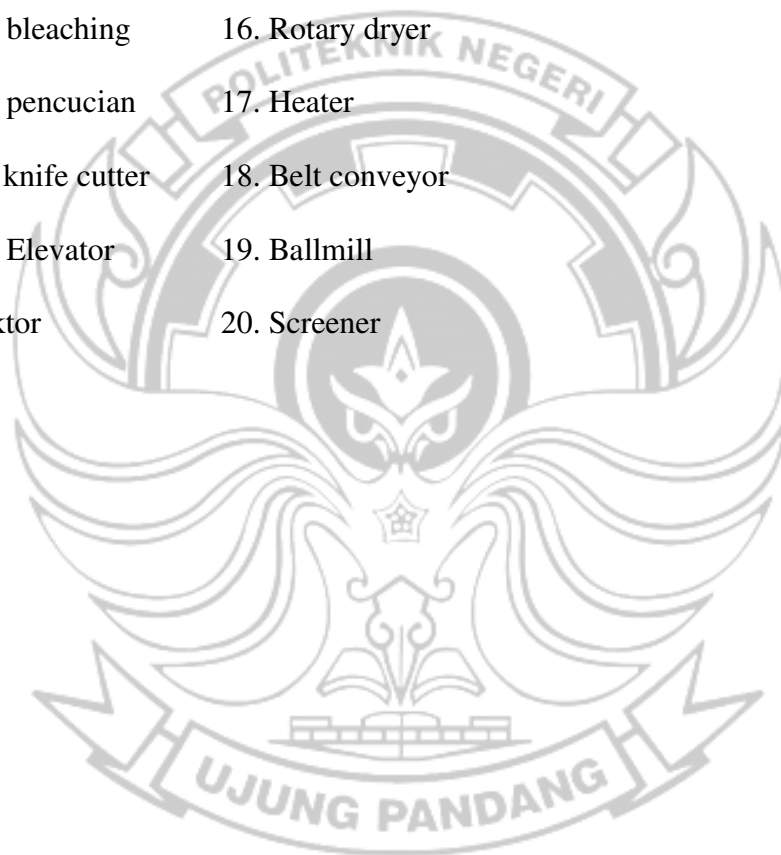 POLITEKNIK NEGERI
bleaching 16. Rotary dryer
pencucian 17. Heater
knife cutter 18. Belt conveyor
Elevator 19. Ballmill
20. Screener
UJUNG PANDANG